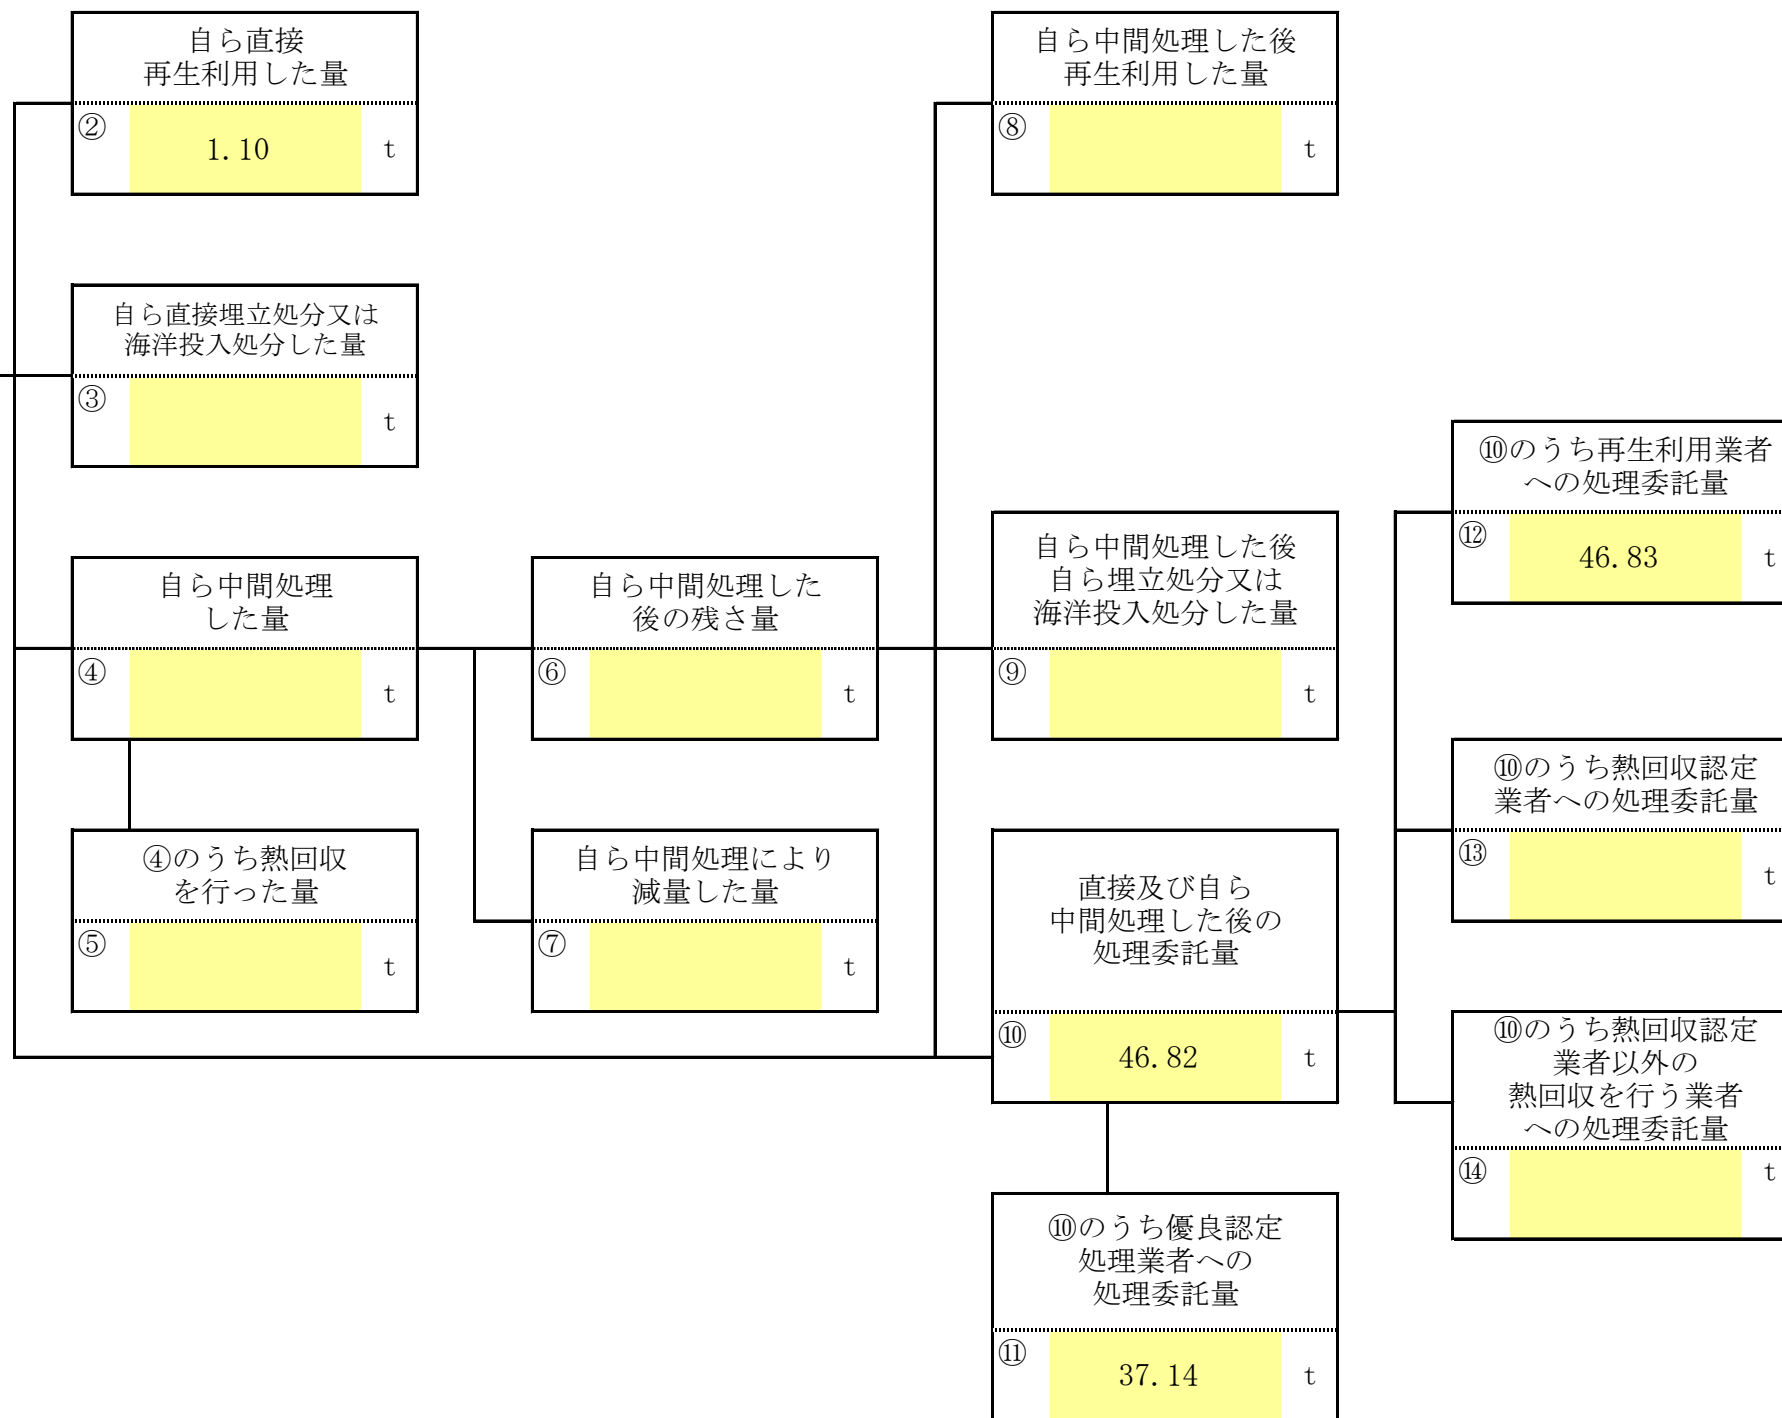 自ら直接
再生利用した量
②
1.10
t
自ら中間処理した後
再生利用した量
⑧
t
自ら直接埋立処分又は
海洋投入処分した量
③
t
⑩のうち再生利用業者
への処理委託量
⑫
46.83
t
自ら中間処理
した量
④
t
自ら中間処理した
後の残さ量
⑥
t
自ら中間処理した後
自ら埋立処分又は
海洋投入処分した量
⑨
t
⑩のうち熱回収認定
業者への処理委託量
⑬
t
④のうち熱回収
を行った量
⑤
t
自ら中間処理により
減量した量
⑦
t
直接及び自ら
中間処理した後の
処理委託量
⑩
46.82
t
⑩のうち熱回収認定
業者以外の
熱回収を行う業者
への処理委託量
⑭
t
⑩のうち優良認定
処理業者への
処理委託量
⑪
37.14
t